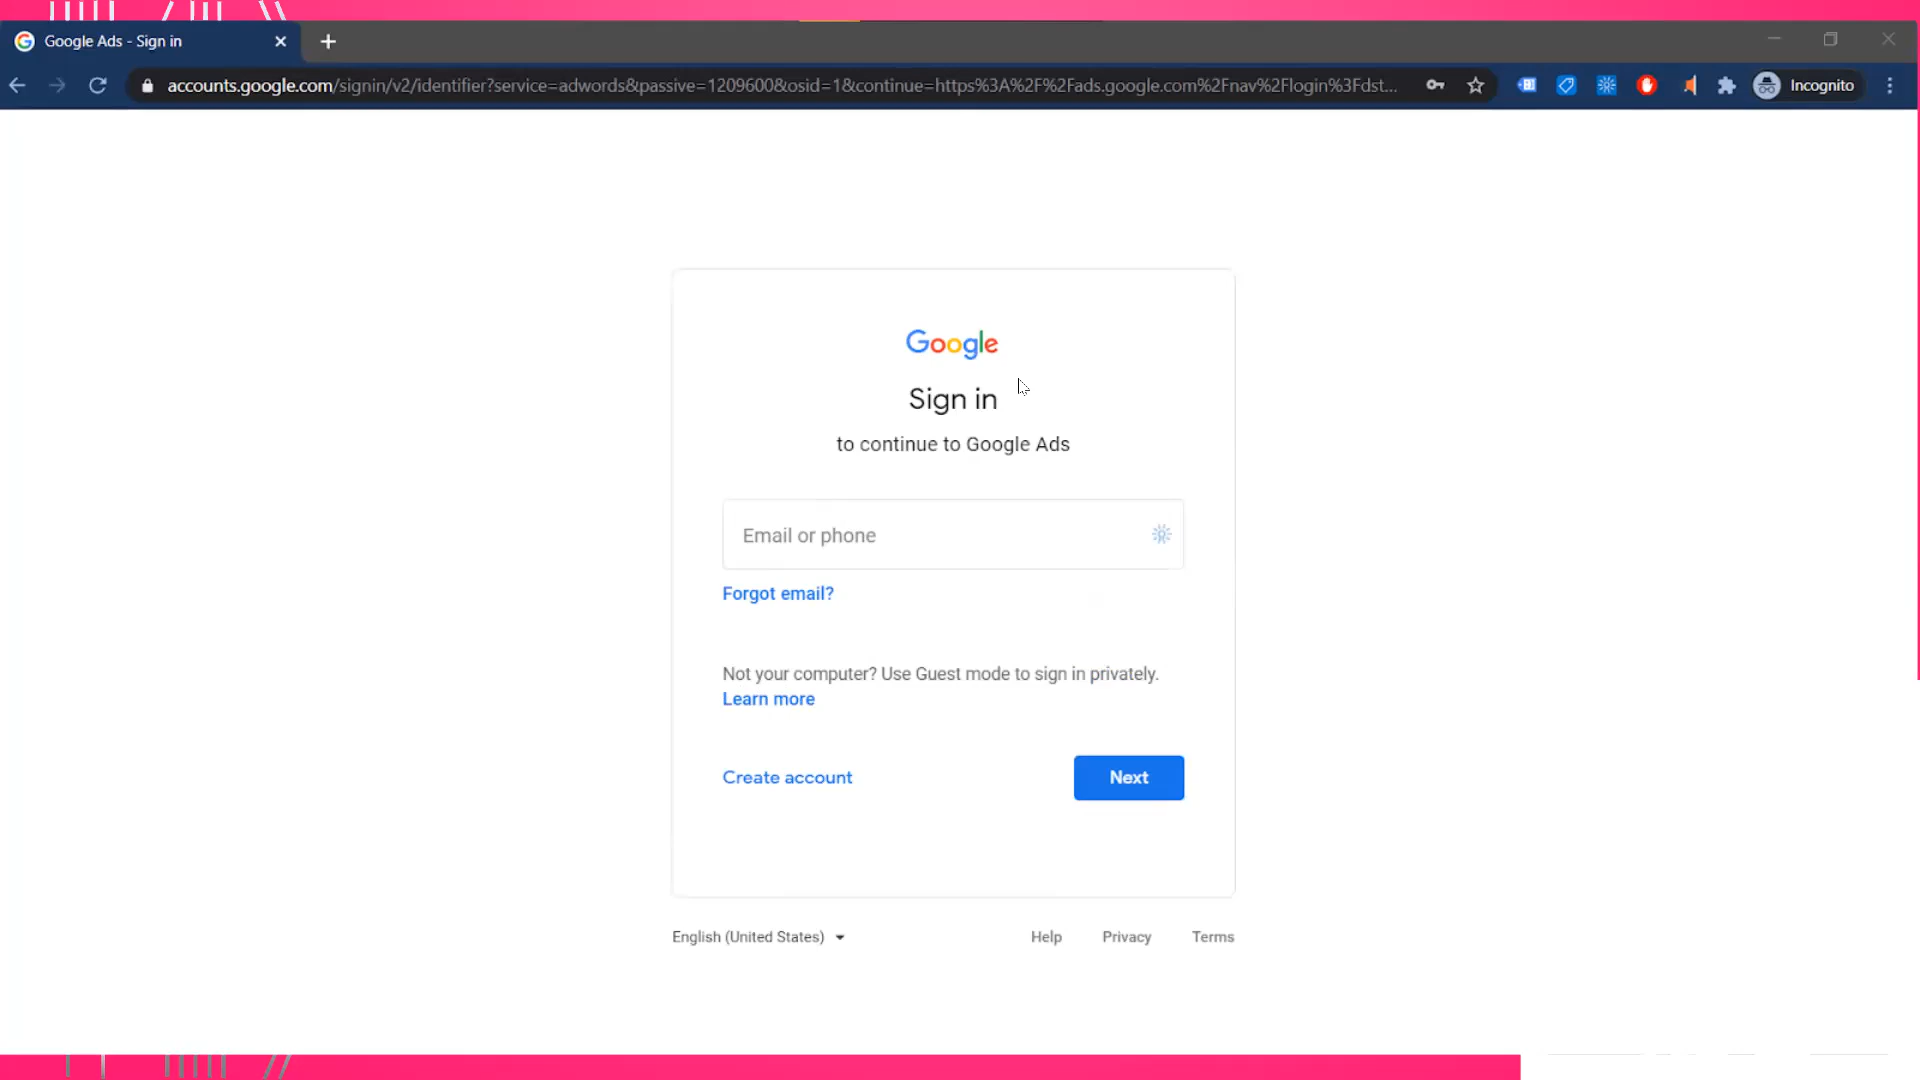 Google Ads - Sign in
accounts.google.com/signin/v2/identifier?service=adwords&passive=1209600&osid=1&continue=https%3A%2F%2Fads.google.com%2Fnav%2Flogin%3Fdst...
Incognito
Google
Sign in
to continue to Google Ads
Email or phone
Forgot email?
Not your computer? Use Guest mode to sign in privately.
Learn more
Create account
Next
English (United States)
Help
Privacy
Terms